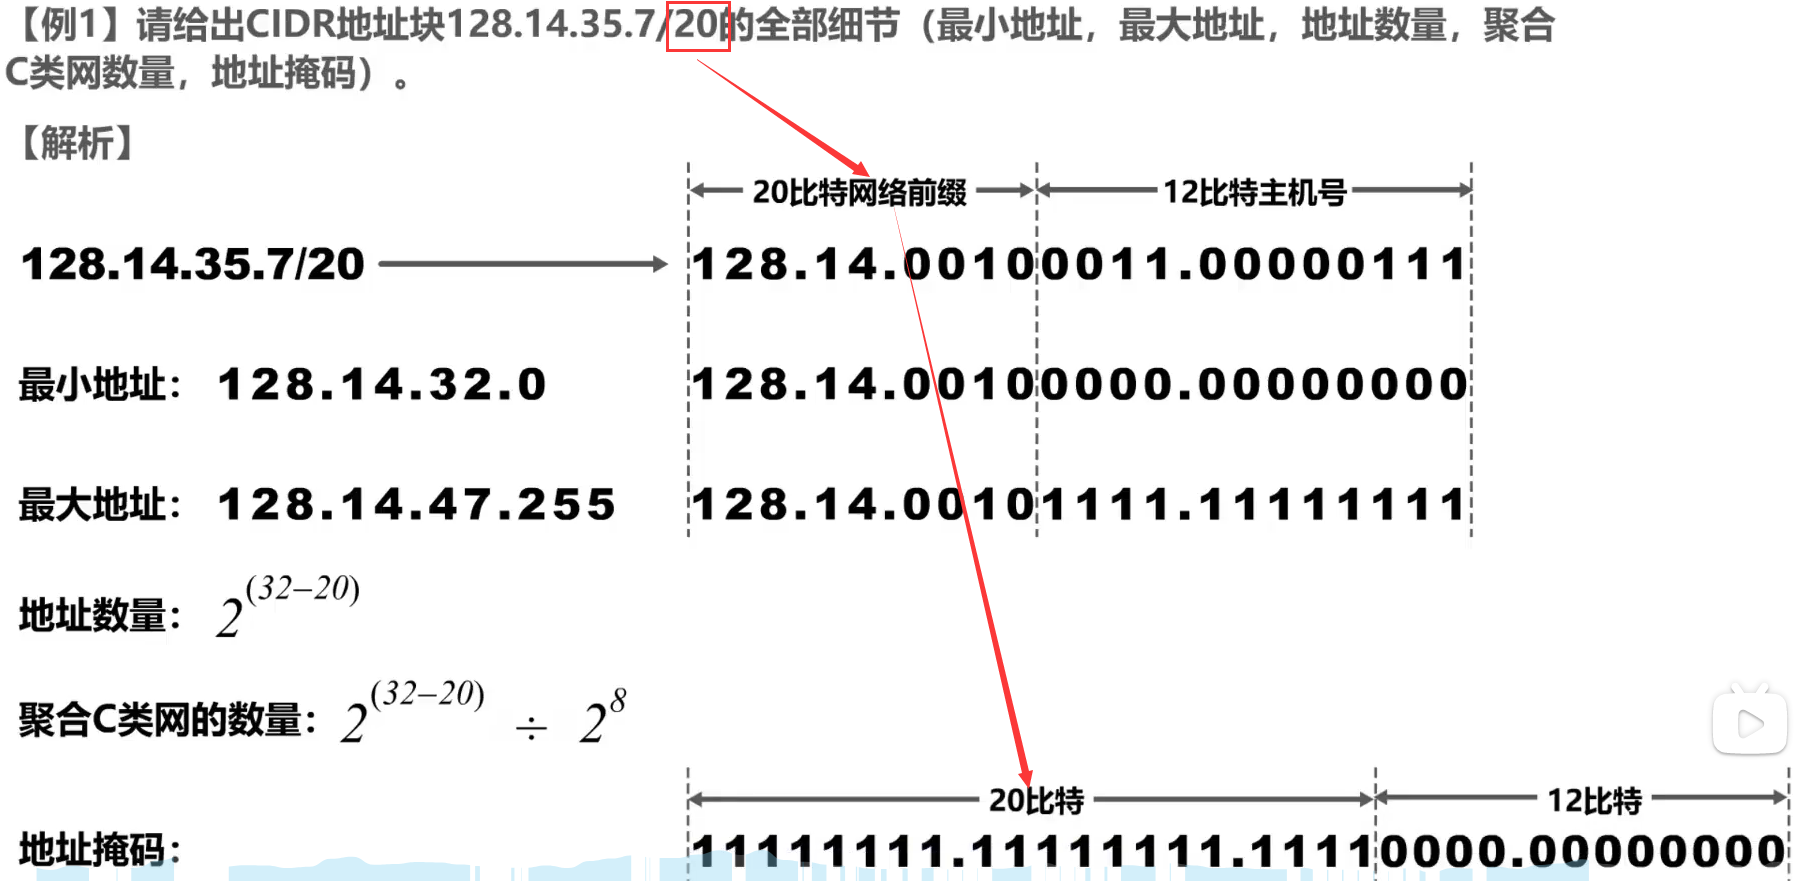 【例1】请给出CIDR地址块128.14.35.7/20的全部细节（最小地址，最大地址，地址数量，聚合
C类网数量，地址掩码）。
【解析】
20比特网络前缀 12比特主机号
128.14.35.7/20 128.14.00100011.00000111
最小地址： 128.14.32.0 128.14.00100000.00000000
最大地址： 128.14.47.255 128.14.00101111.11111111
地址数量： 2^(32–20)
聚合C类网的数量： 2^(32–20) ÷ 2^8
20比特 12比特
地址掩码： 11111111.11111111.11110000.00000000